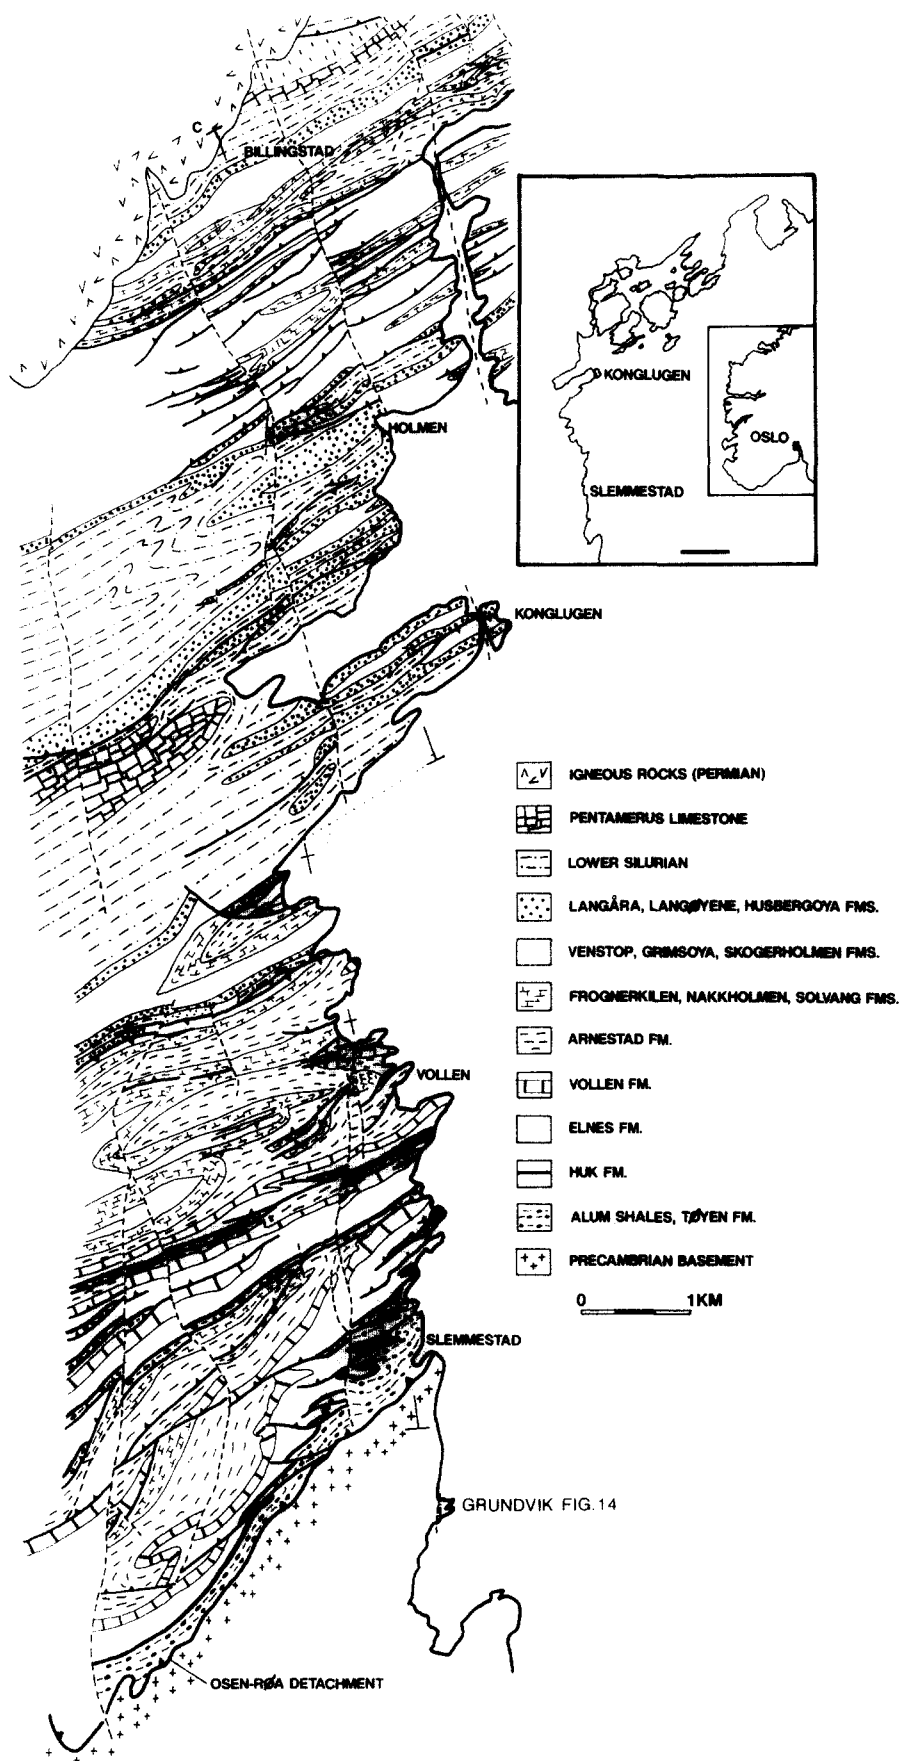 C
BILLINGSTAD
HOLMEN
KONGLUGEN
SLEMMESTAD
OSLO
KONGLUGEN
IGNEOUS ROCKS (PERMIAN)
PENTAMERUS LIMESTONE
LOWER SILURIAN
LANGÅRA, LANGØYENE, HUSBERGOYA FMS.
VENSTOP, GRIMSOYA, SKOGERHOLMEN FMS.
FROGNERKILEN, NAKKHOLMEN, SOLVANG FMS.
ARNESTAD FM.
VOLLEN FM.
ELNES FM.
HUK FM.
ALUM SHALES, TØYEN FM.
PRECAMBRIAN BASEMENT
0 1KM
VOLLEN
SLEMMESTAD
GRUNDVIK FIG.14
OSEN-RØA DETACHMENT